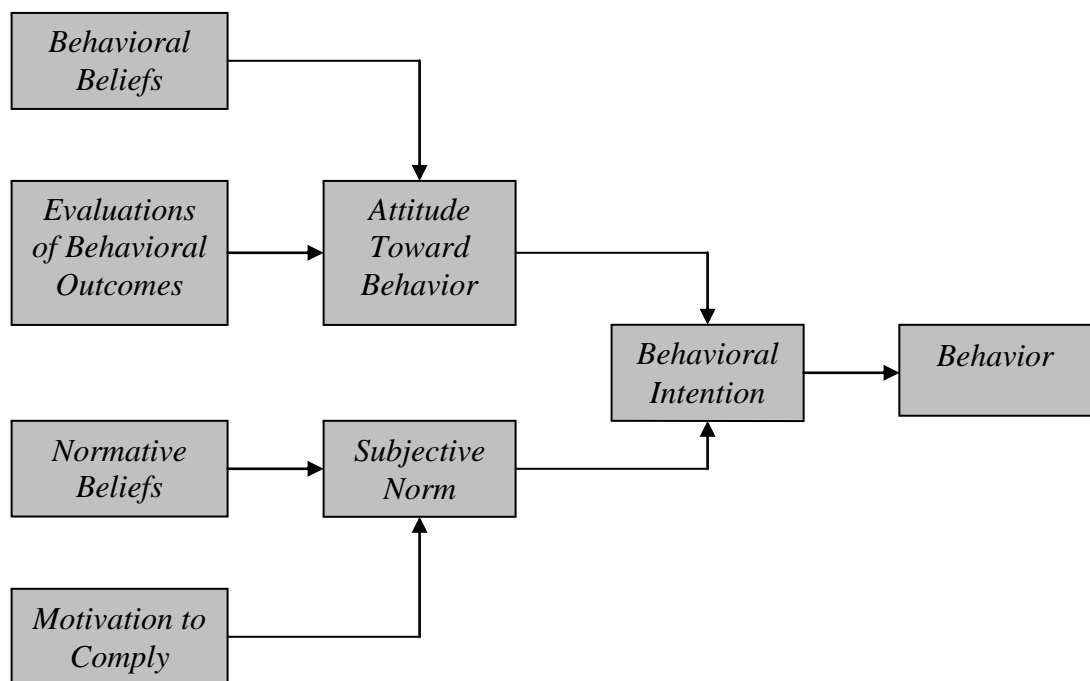 Behavioral
Beliefs
Evaluations
of Behavioral
Outcomes
Attitude
Toward
Behavior
Behavioral
Intention
Behavior
Normative
Beliefs
Subjective
Norm
Motivation to
Comply